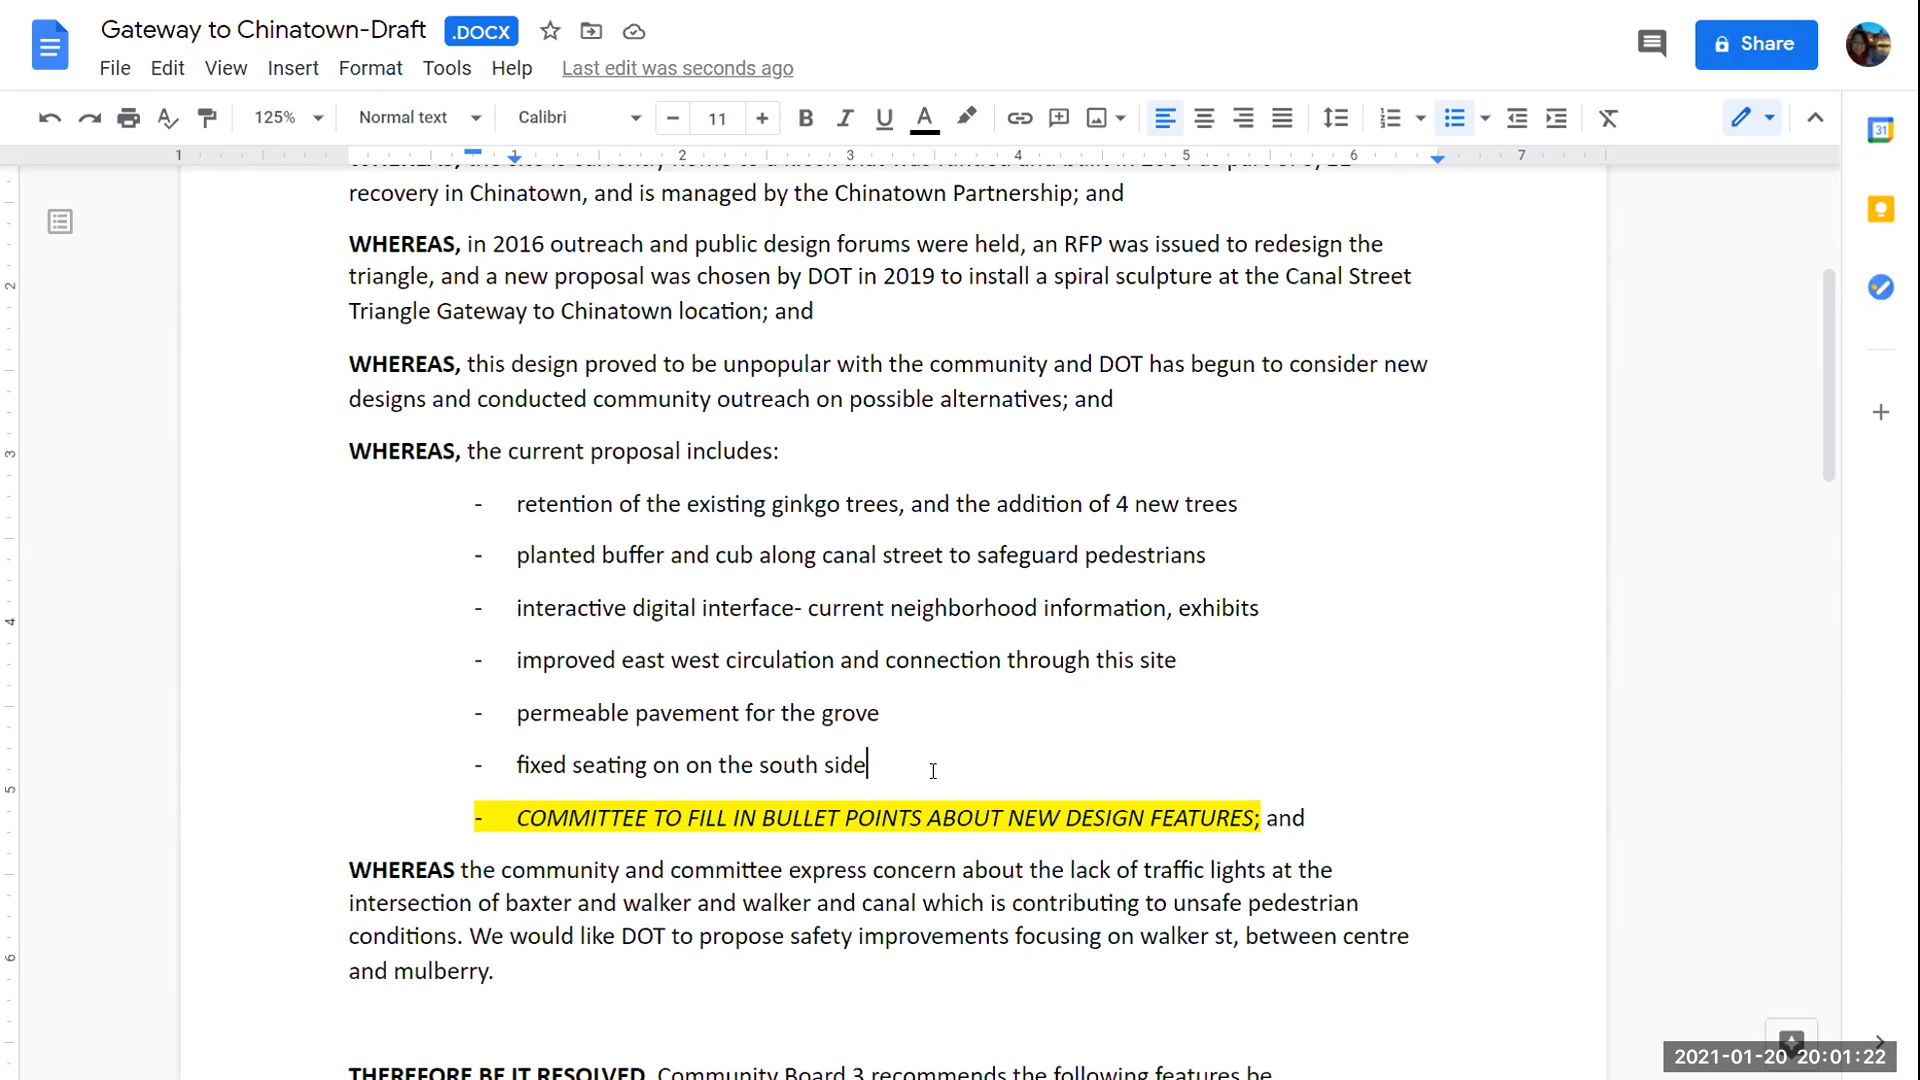 Gateway to Chinatown-Draft .DOCX
File Edit View Insert Format Tools Help Last edit was seconds ago
Share
125% Normal text Calibri 11
1 1 2 3 4 5 6 7
recovery in Chinatown, and is managed by the Chinatown Partnership; and
WHEREAS, in 2016 outreach and public design forums were held, an RFP was issued to redesign the
triangle, and a new proposal was chosen by DOT in 2019 to install a spiral sculpture at the Canal Street
Triangle Gateway to Chinatown location; and
WHEREAS, this design proved to be unpopular with the community and DOT has begun to consider new
designs and conducted community outreach on possible alternatives; and
WHEREAS, the current proposal includes:
- retention of the existing ginkgo trees, and the addition of 4 new trees
- planted buffer and cub along canal street to safeguard pedestrians
- interactive digital interface- current neighborhood information, exhibits
- improved east west circulation and connection through this site
- permeable pavement for the grove
- fixed seating on on the south side
- COMMITTEE TO FILL IN BULLET POINTS ABOUT NEW DESIGN FEATURES; and
WHEREAS the community and committee express concern about the lack of traffic lights at the
intersection of baxter and walker and walker and canal which is contributing to unsafe pedestrian
conditions. We would like DOT to propose safety improvements focusing on walker st, between centre
and mulberry.
THEREFORE BE IT RESOLVED, Community Board 3 recommends the following features be
2021-01-20 20:01:22